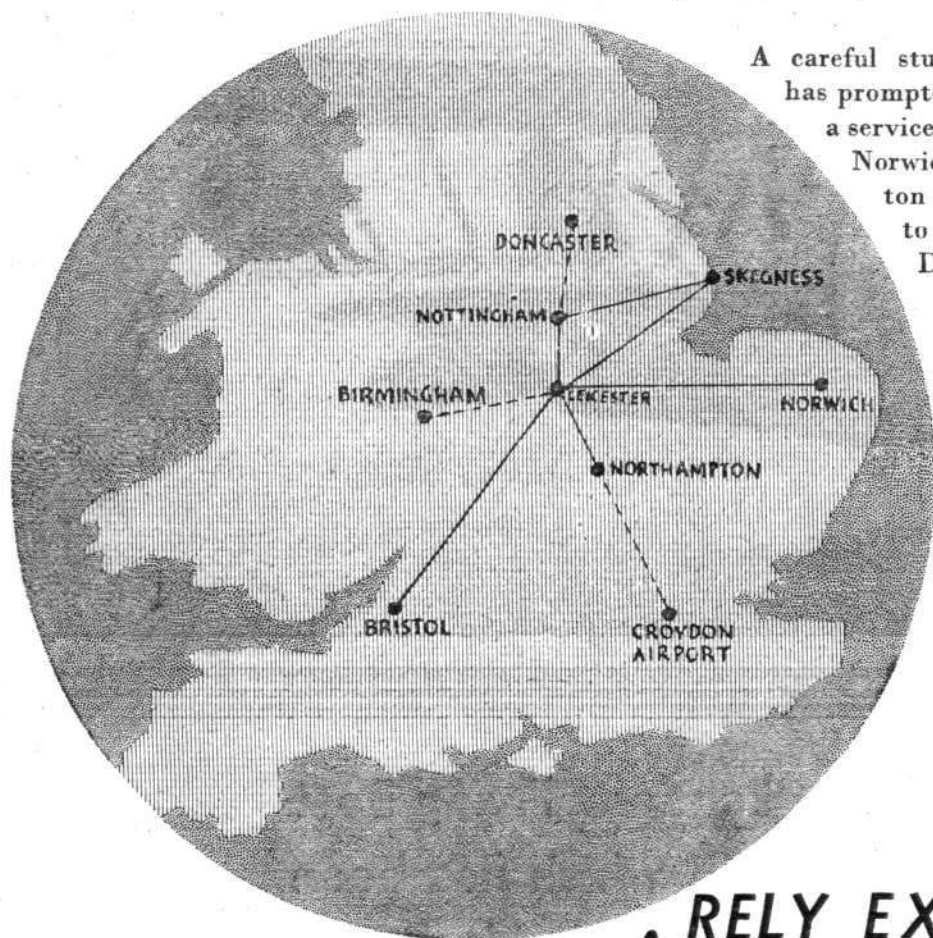 A careful stu
has prompt
a service
Norwic
ton
to
D
DONCASTER
SKEGNESS
NOTTINGHAM
BIRMINGHAM
LEICESTER
NORWICH
NORTHAMPTON
BRISTOL
CROYDON
AIRPORT
. RELY EX